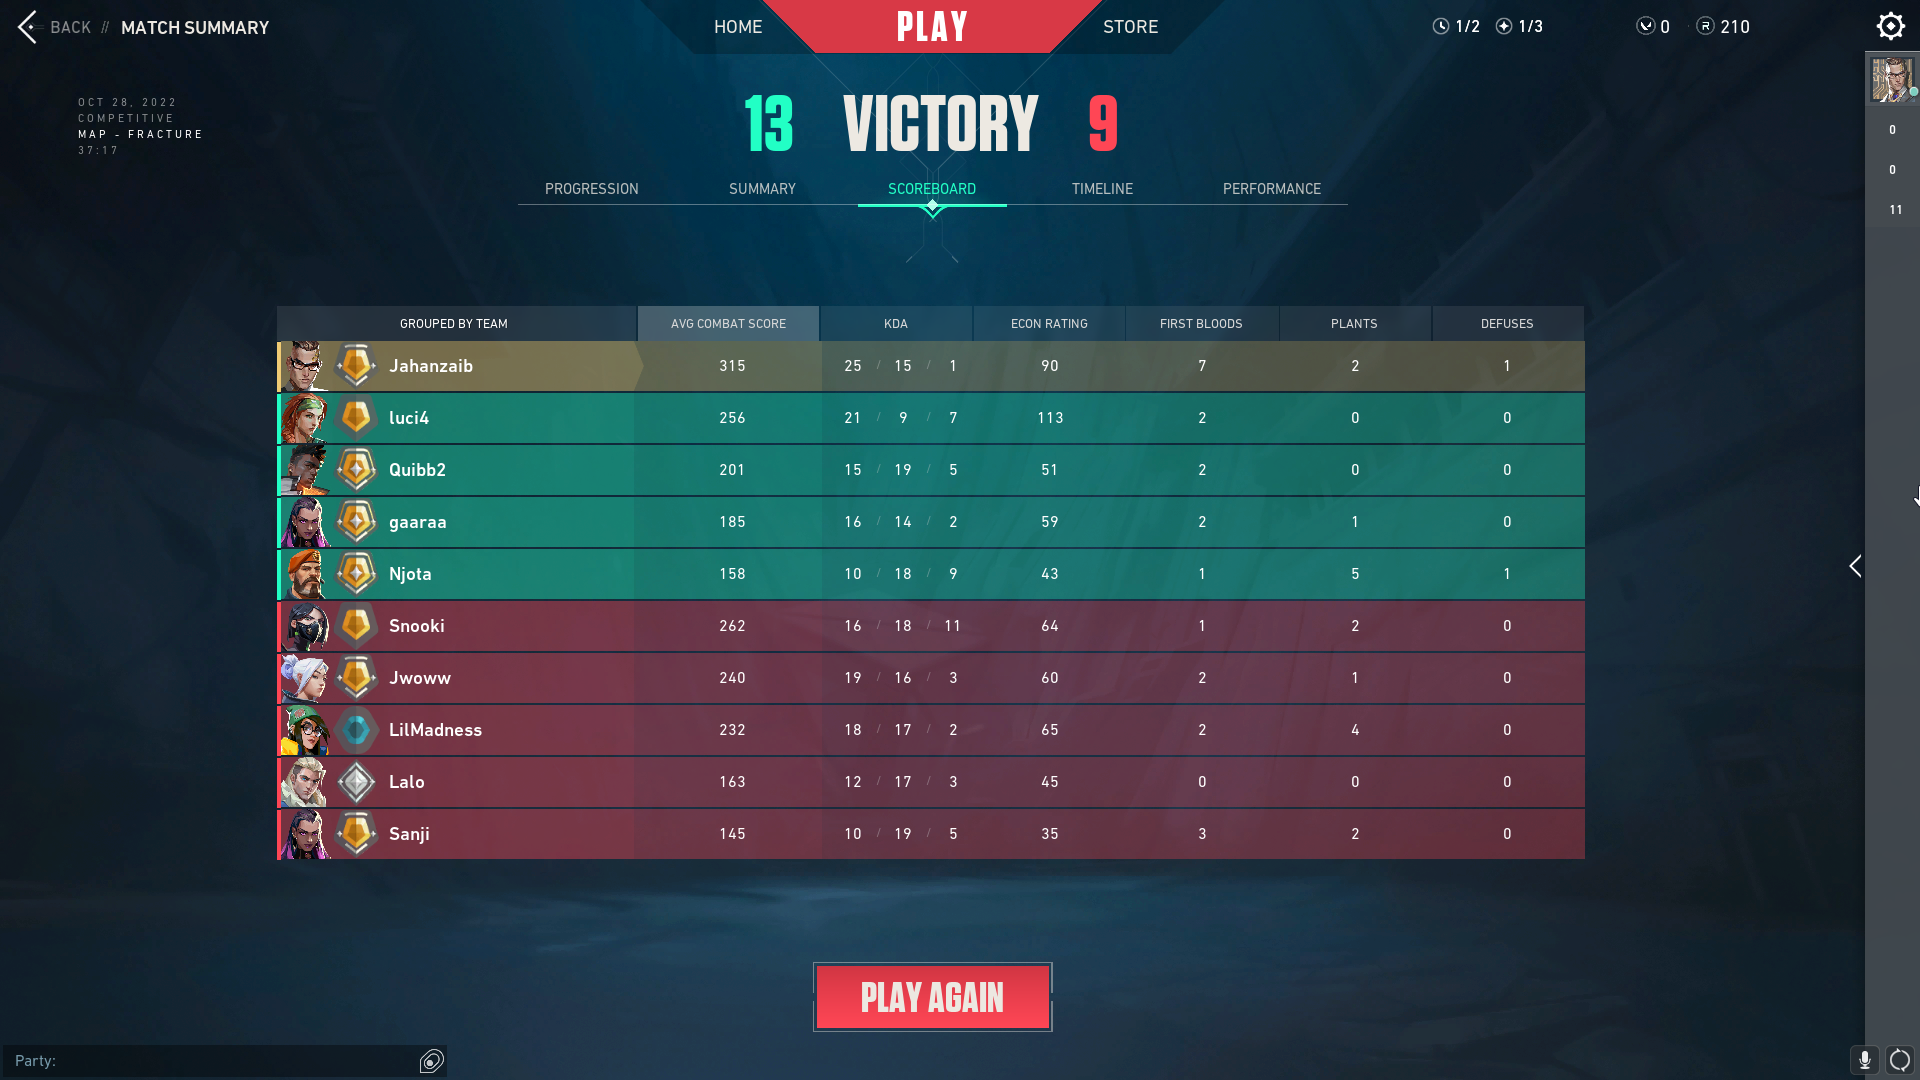 BACK // MATCH SUMMARY
HOME
PLAY
STORE
1/2 1/3
0 R 210
OCT 28, 2022
COMPETITIVE
MAP - FRACTURE
37:17
13 VICTORY 9
PROGRESSION SUMMARY SCOREBOARD TIMELINE PERFORMANCE
0
0
11
GROUPED BY TEAM AVG COMBAT SCORE KDA ECON RATING FIRST BLOODS PLANTS DEFUSES
Jahanzaib 315 25 / 15 / 1 90 7 2 1
luci4 256 21 / 9 / 7 113 2 0 0
Quibb2 201 15 / 19 / 5 51 2 0 0
gaaraa 185 16 / 14 / 2 59 2 1 0
Njota 158 10 / 18 / 9 43 1 5 1
Snooki 262 16 / 18 / 11 64 1 2 0
Jwoww 240 19 / 16 / 3 60 2 1 0
LilMadness 232 18 / 17 / 2 65 2 4 0
Lalo 163 12 / 17 / 3 45 0 0 0
Sanji 145 10 / 19 / 5 35 3 2 0
PLAY AGAIN
Party: